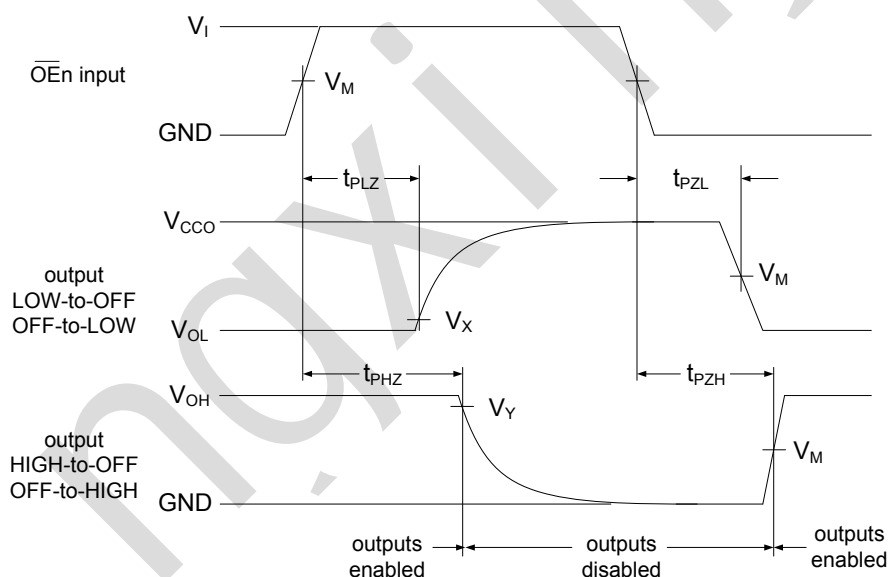 V_I
O̅E̅n input
V_M
GND
t_PLZ
t_PZL
V_CCO
output
LOW-to-OFF
OFF-to-LOW
V_M
V_X
V_OL
t_PHZ
t_PZH
V_OH
V_Y
output
HIGH-to-OFF
OFF-to-HIGH
V_M
GND
outputs
enabled
outputs
disabled
outputs
enabled